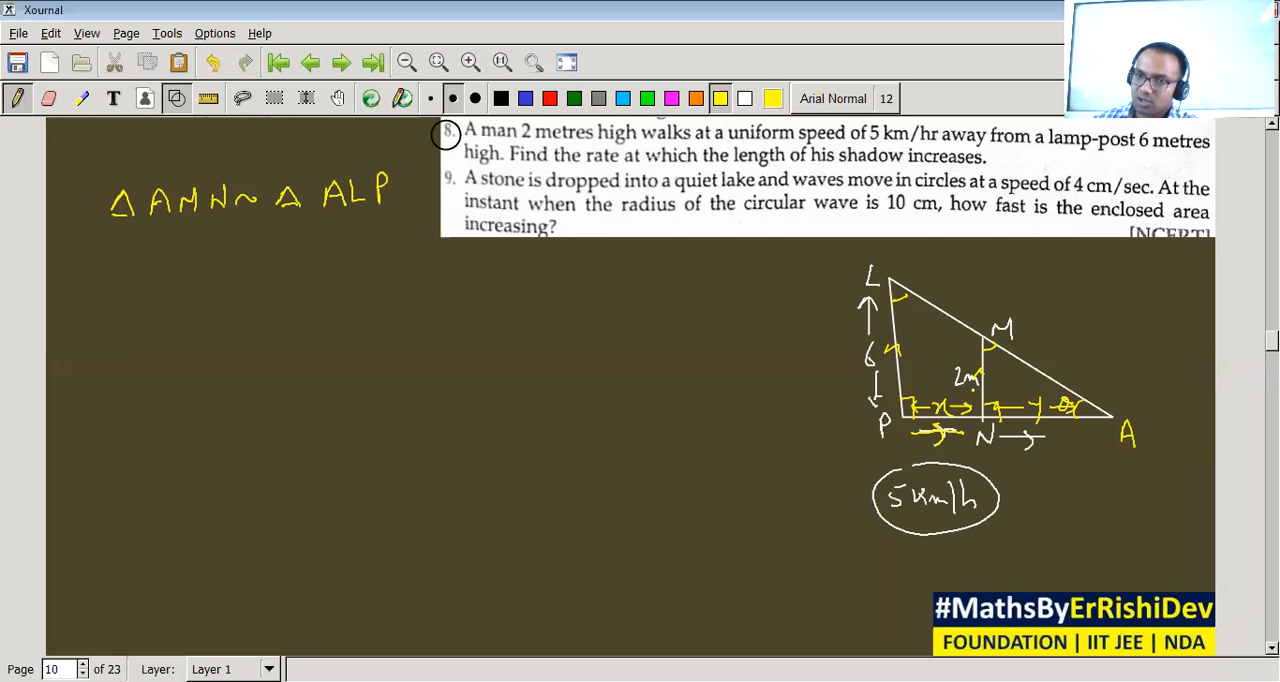 Xournal
File Edit View Page Tools Options Help
Arial Normal 12
8. A man 2 metres high walks at a uniform speed of 5 km/hr away from a lamp-post 6 metres
high. Find the rate at which the length of his shadow increases.
9. A stone is dropped into a quiet lake and waves move in circles at a speed of 4 cm/sec. At the
instant when the radius of the circular wave is 10 cm, how fast is the enclosed area
increasing?
[NCERT]
Δ AMN ~ Δ ALP
L
M
6
2m
x
y
P
N
A
5 km/h
#MathsByErRishiDev
FOUNDATION | IIT JEE | NDA
Page 10 of 23 Layer: Layer 1